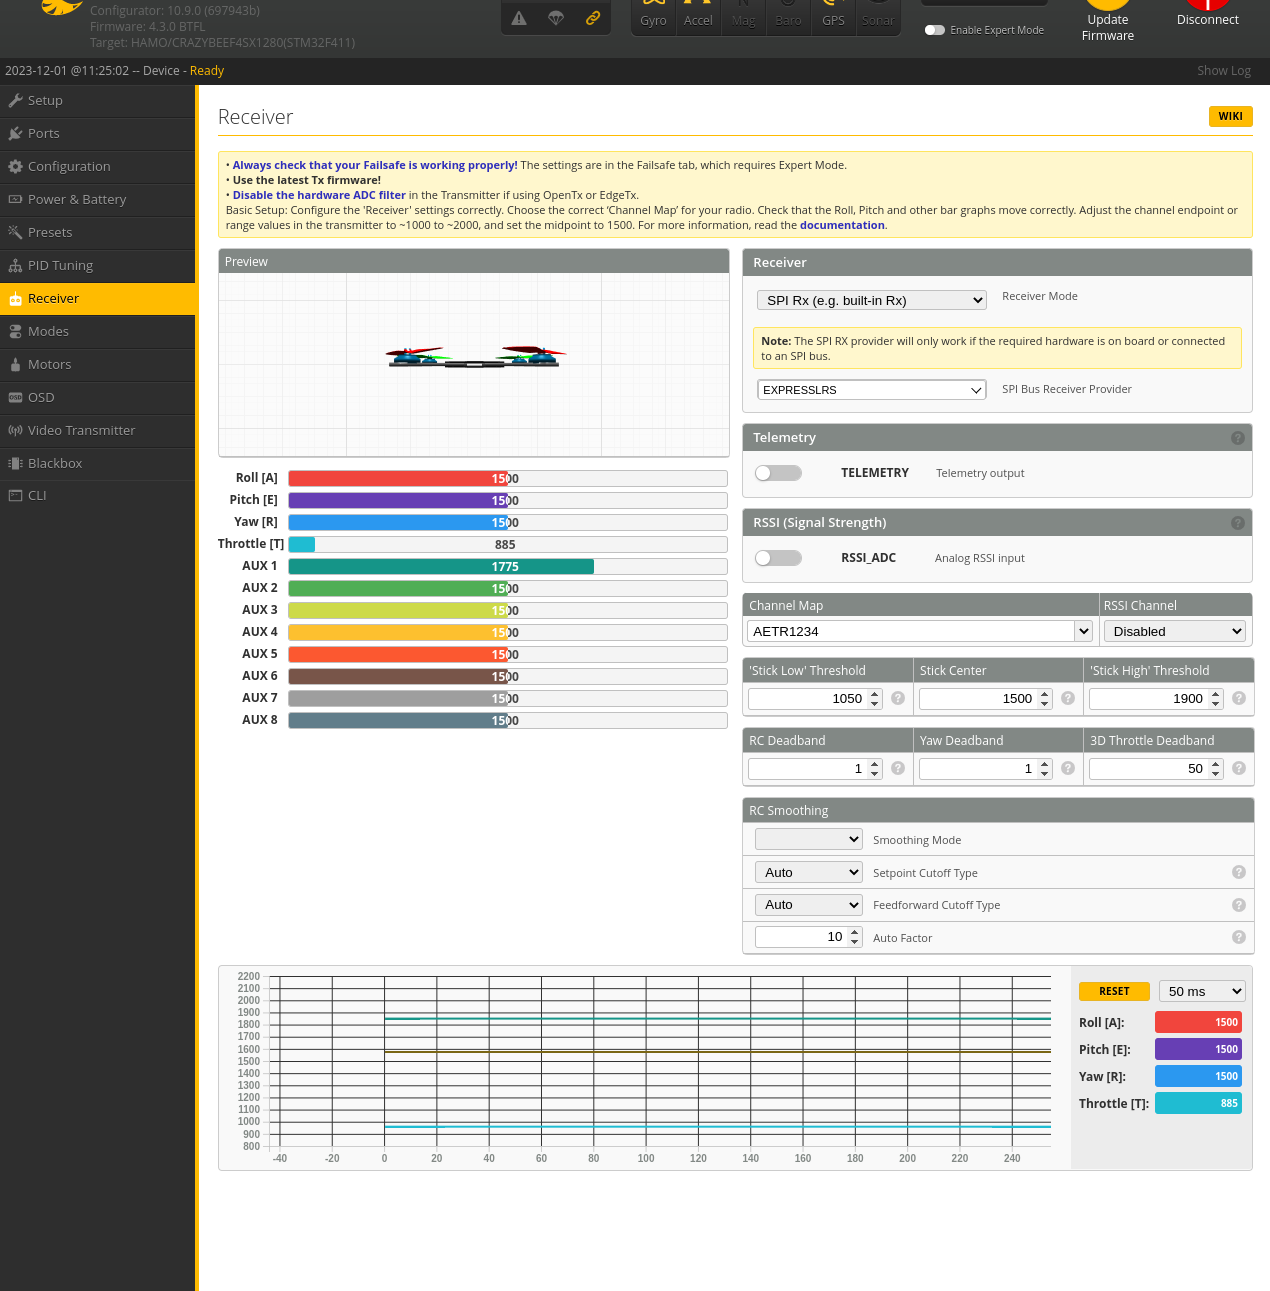 Configurator: 10.9.0 (697943b)
Firmware: 4.3.0 BTFL
Target: HAMO/CRAZYBEEF4SX1280(STM32F411)
Gyro Accel Mag Baro GPS Sonar
Enable Expert Mode
Update
Firmware
Disconnect
2023-12-01 @11:25:02 -- Device - Ready
Show Log
Setup
Ports
Configuration
Power & Battery
Presets
PID Tuning
Receiver
Modes
Motors
OSD
Video Transmitter
Blackbox
CLI
Receiver
WIKI
• Always check that your Failsafe is working properly! The settings are in the Failsafe tab, which requires Expert Mode.
• Use the latest Tx firmware!
• Disable the hardware ADC filter in the Transmitter if using OpenTx or EdgeTx.
Basic Setup: Configure the 'Receiver' settings correctly. Choose the correct ‘Channel Map’ for your radio. Check that the Roll, Pitch and other bar graphs move correctly. Adjust the channel endpoint or
range values in the transmitter to ~1000 to ~2000, and set the midpoint to 1500. For more information, read the documentation.
Preview
Roll [A] 1500
Pitch [E] 1500
Yaw [R] 1500
Throttle [T] 885
AUX 1 1775
AUX 2 1500
AUX 3 1500
AUX 4 1500
AUX 5 1500
AUX 6 1500
AUX 7 1500
AUX 8 1500
Receiver
SPI Rx (e.g. built-in Rx) Receiver Mode
Note: The SPI RX provider will only work if the required hardware is on board or connected
to an SPI bus.
EXPRESSLRS SPI Bus Receiver Provider
Telemetry ?
TELEMETRY Telemetry output
RSSI (Signal Strength) ?
RSSI_ADC Analog RSSI input
Channel Map RSSI Channel
AETR1234 Disabled
'Stick Low' Threshold Stick Center 'Stick High' Threshold
1050 ? 1500 ? 1900 ?
RC Deadband Yaw Deadband 3D Throttle Deadband
1 ? 1 ? 50 ?
RC Smoothing
Smoothing Mode
Auto Setpoint Cutoff Type ?
Auto Feedforward Cutoff Type ?
10 Auto Factor ?
2200
2100
2000
1900
1800
1700
1600
1500
1400
1300
1200
1100
1000
900
800
-40 -20 0 20 40 60 80 100 120 140 160 180 200 220 240
RESET 50 ms
Roll [A]: 1500
Pitch [E]: 1500
Yaw [R]: 1500
Throttle [T]: 885